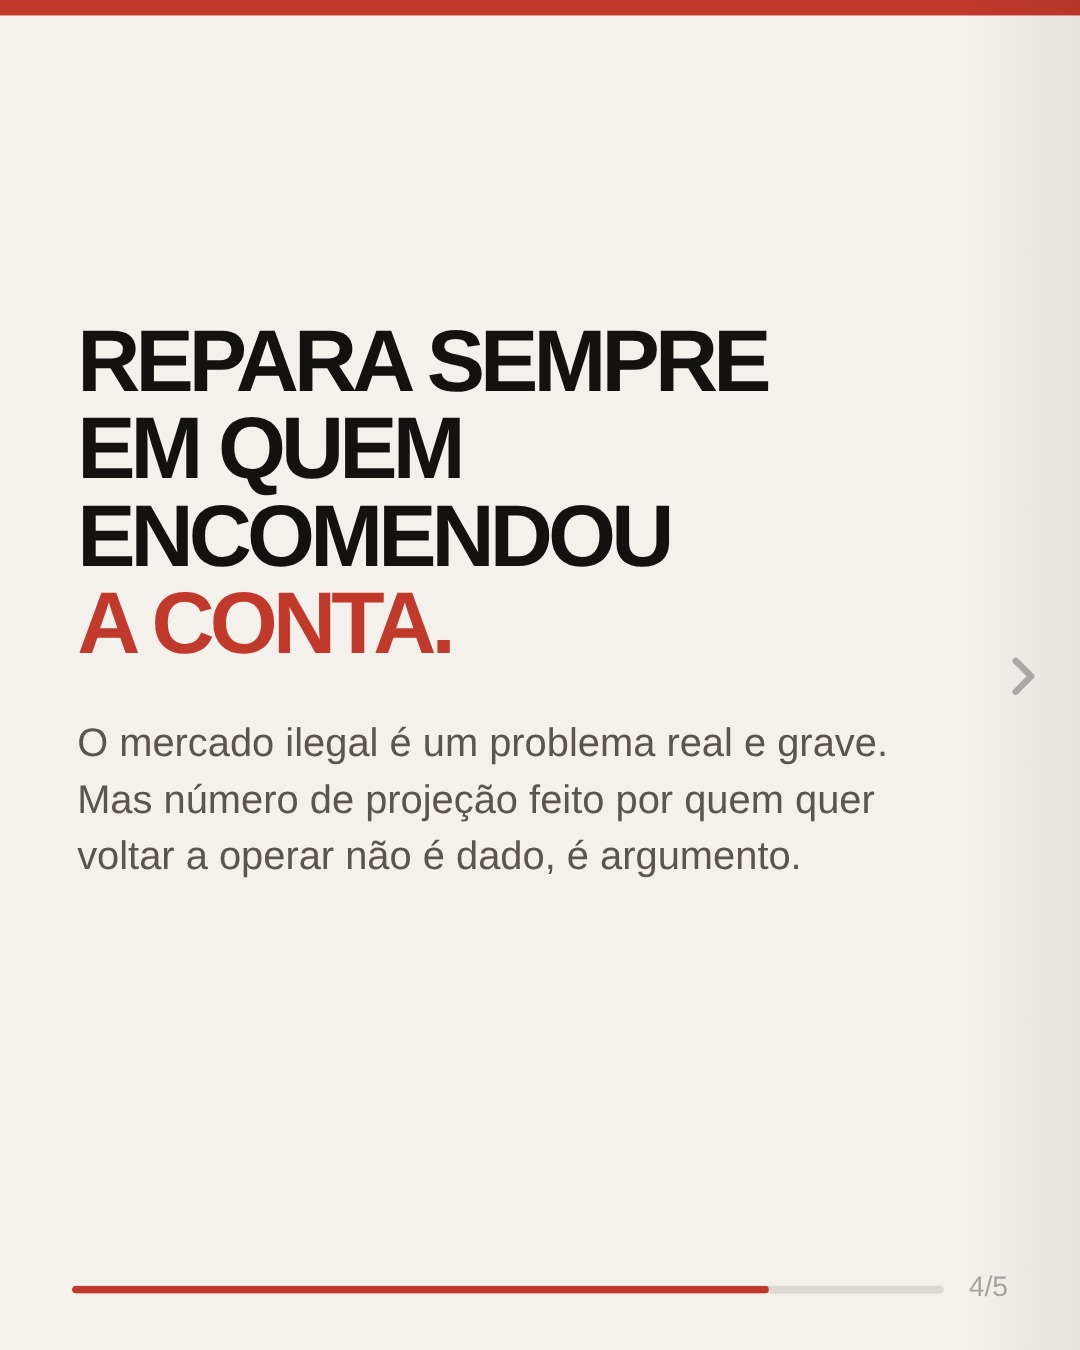 REPARA SEMPRE
EM QUEM
ENCOMENDOU
A CONTA.
O mercado ilegal é um problema real e grave.
Mas número de projeção feito por quem quer
voltar a operar não é dado, é argumento.
4/5